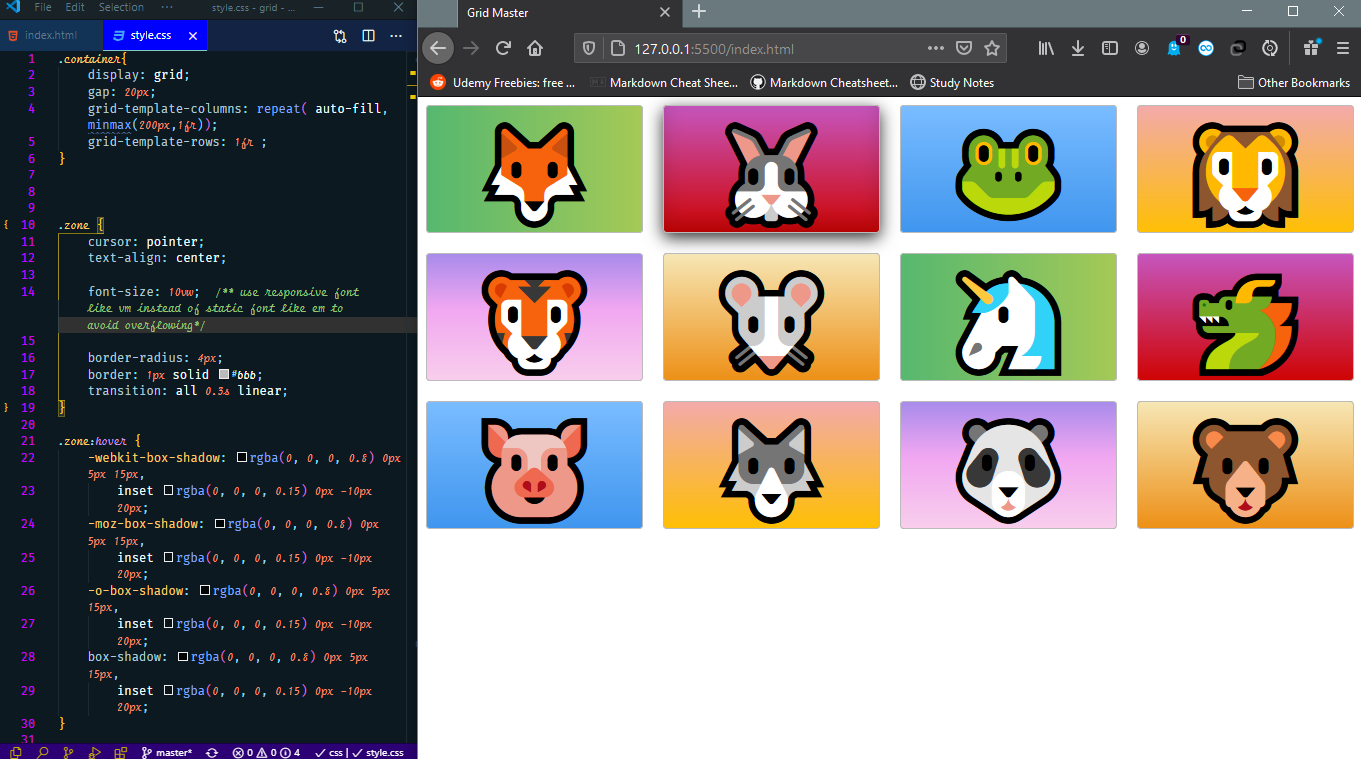 File Edit Selection ··· style.css - grid - ...
index.html style.css
1 .container{
2 display: grid;
3 gap: 20px;
4 grid-template-columns: repeat( auto-fill,
minmax(200px,1fr));
5 grid-template-rows: 1fr ;
6 }
7
8
9
10 .zone {
11 cursor: pointer;
12 text-align: center;
13
14 font-size: 10vw; /** use responsive font
like vm instead of static font like em to
avoid overflowing*/
15
16 border-radius: 4px;
17 border: 1px solid #bbb;
18 transition: all 0.3s linear;
19 }
20
21 .zone:hover {
22 -webkit-box-shadow: rgba(0, 0, 0, 0.8) 0px
5px 15px,
23 inset rgba(0, 0, 0, 0.15) 0px -10px
20px;
24 -moz-box-shadow: rgba(0, 0, 0, 0.8) 0px
5px 15px,
25 inset rgba(0, 0, 0, 0.15) 0px -10px
20px;
26 -o-box-shadow: rgba(0, 0, 0, 0.8) 0px 5px
15px,
27 inset rgba(0, 0, 0, 0.15) 0px -10px
20px;
28 box-shadow: rgba(0, 0, 0, 0.8) 0px 5px
15px,
29 inset rgba(0, 0, 0, 0.15) 0px -10px
20px;
30 }
31
master* 0 0 4 css | style.css
Grid Master
127.0.0.1:5500/index.html
0
Udemy Freebies: free ... Markdown Cheat Shee... Markdown Cheatsheet... Study Notes Other Bookmarks